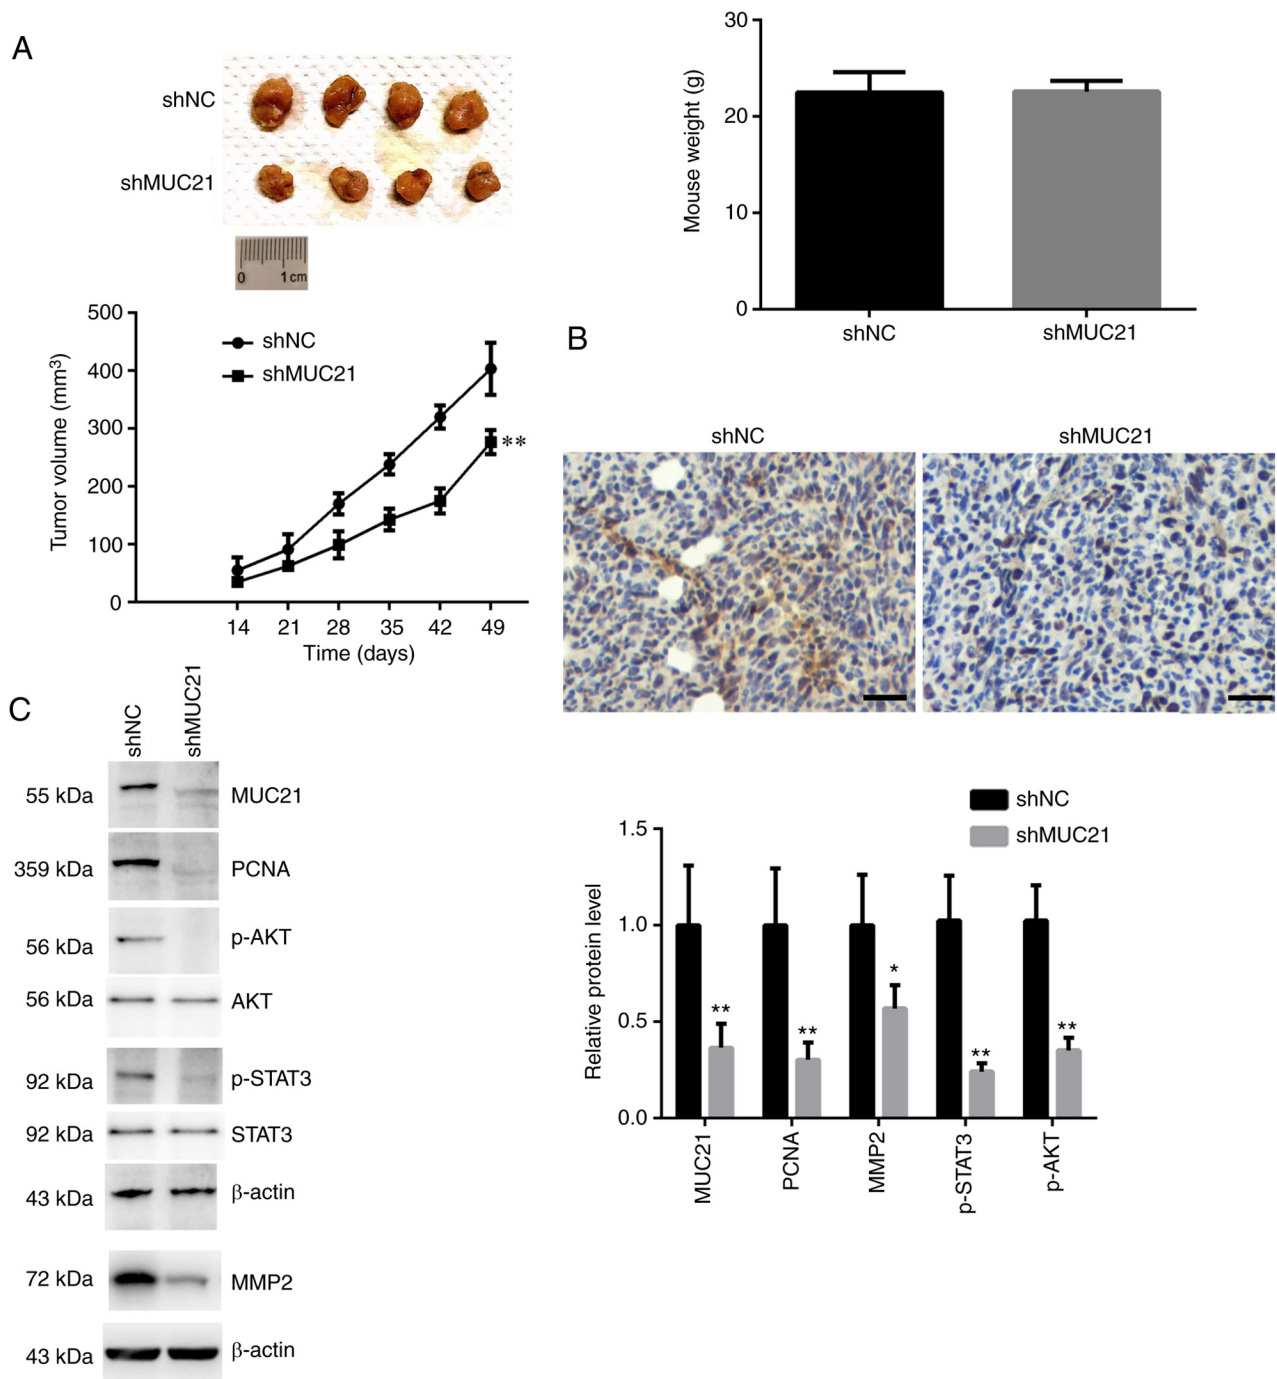 A
shNC
shMUC21
0 1 cm
500
400
300
200
100
0
Tumor volume (mm³)
shNC
shMUC21
**
14 21 28 35 42 49
Time (days)
30
20
10
0
Mouse weight (g)
shNC shMUC21
B
shNC shMUC21
C
shNC shMUC21
55 kDa MUC21
359 kDa PCNA
56 kDa p-AKT
56 kDa AKT
92 kDa p-STAT3
92 kDa STAT3
43 kDa β-actin
72 kDa MMP2
43 kDa β-actin
shNC
shMUC21
1.5
1.0
0.5
0.0
Relative protein level
** ** * ** **
MUC21 PCNA MMP2 p-STAT3 p-AKT